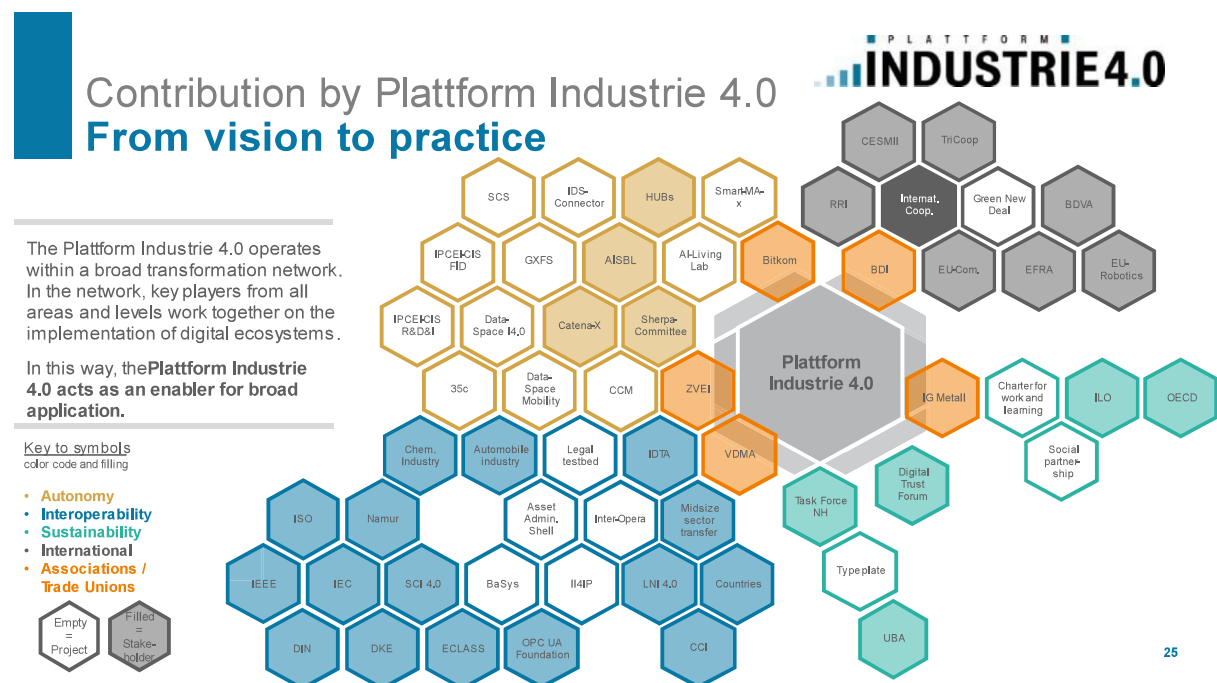 PLATTFORM
INDUSTRIE4.0
Contribution by Plattform Industrie 4.0
From vision to practice
The Plattform Industrie 4.0 operates
within a broad transformation network.
In the network, key players from all
areas and levels work together on the
implementation of digital ecosystems.
In this way, thePlattform Industrie
4.0 acts as an enabler for broad
application.
Key to symbols
color code and filling
• Autonomy
• Interoperability
• Sustainability
• International
• Associations /
Trade Unions
Empty
=
Project
Filled
=
Stake-
holder
SCS
IDS-
Connector
HUBs
Smart-MA-
x
IPCEI-CIS
FID
GXFS
AISBL
AI-Living
Lab
Bitkom
IPCEI-CIS
R&D&I
Data-
Space I4.0
Catena-X
Sherpa-
Committee
35c
Data-
Space
Mobility
CCM
ZVEI
Chem.
Industry
Automobile
industry
Legal
testbed
IDTA
VDMA
ISO
Namur
Asset
Admin.
Shell
Inter-Opera
Midsize
sector
transfer
IEEE
IEC
SCI 4.0
BaSys
II4IP
LNI 4.0
Countries
DIN
DKE
ECLASS
OPC UA
Foundation
CCI
Plattform
Industrie 4.0
CESMII
TriCoop
RRI
Internat.
Coop.
Green New
Deal
BDVA
BDI
EU-Com.
EFRA
EU-
Robotics
IG Metall
Charter for
work and
learning
ILO
OECD
Social
partner-
ship
Digital
Trust
Forum
Task Force
NH
Type plate
UBA
25